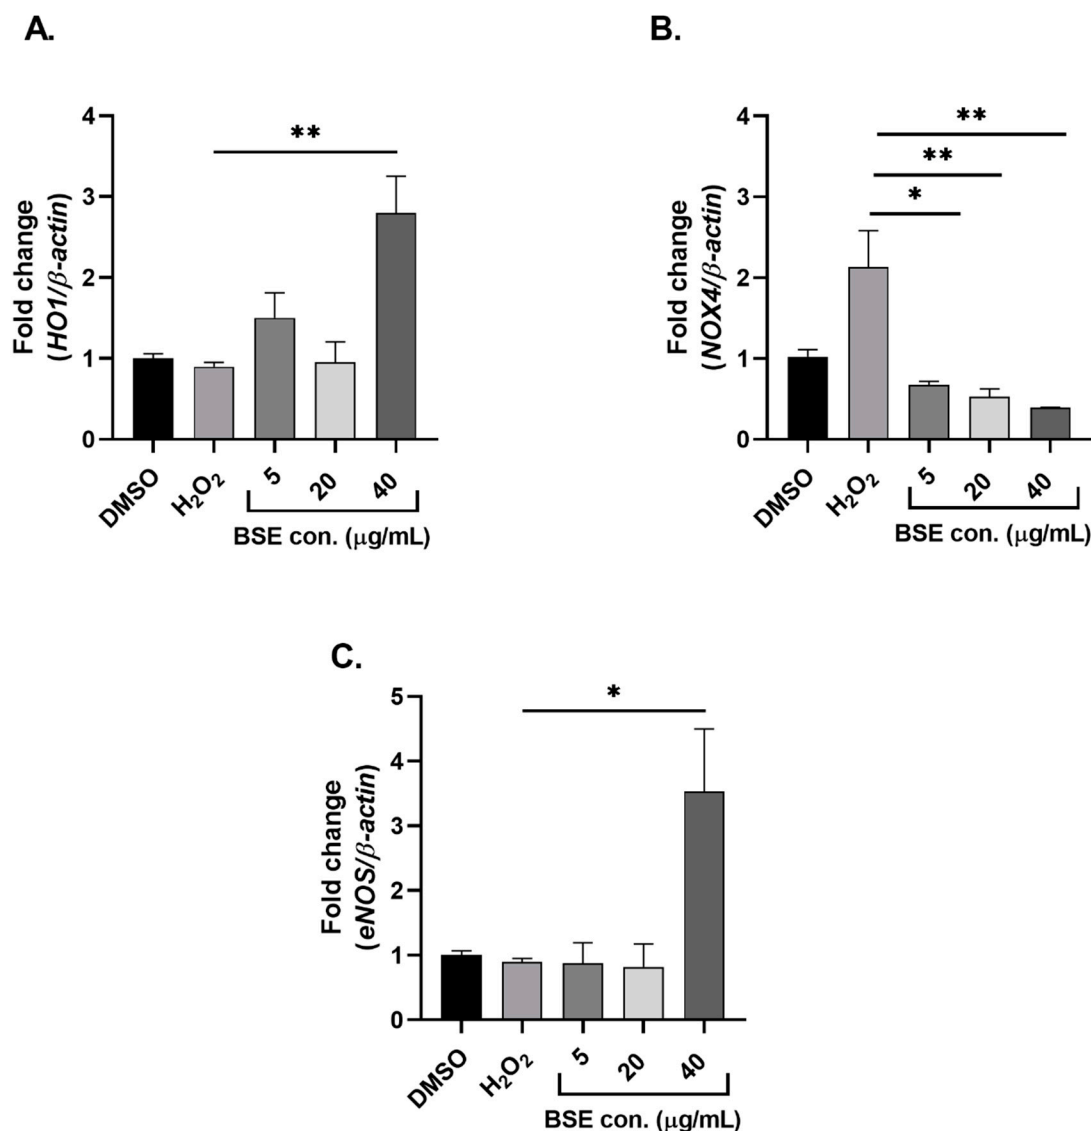 A.
Fold change
(HO1/β-actin)
4
3
2
1
0
**
DMSO
H₂O₂
5
20
40
BSE con. (μg/mL)
B.
Fold change
(NOX4/β-actin)
4
3
2
1
0
**
**
*
DMSO
H₂O₂
5
20
40
BSE con. (μg/mL)
C.
Fold change
(eNOS/β-actin)
5
4
3
2
1
0
*
DMSO
H₂O₂
5
20
40
BSE con. (μg/mL)